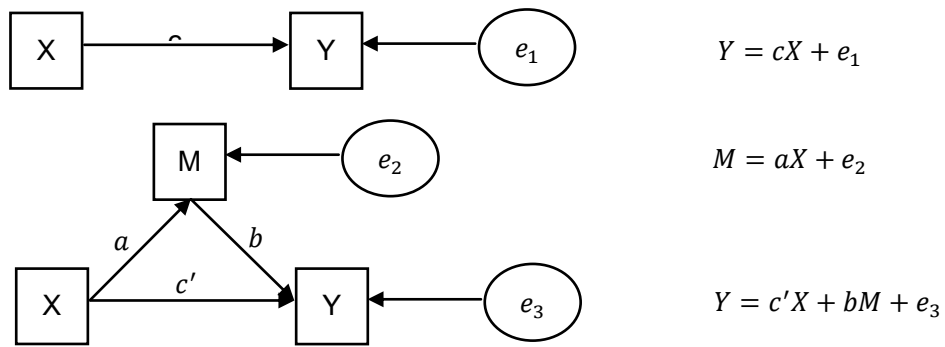 X Y e₁ Y = cX + e₁
M e₂ M = aX + e₂
a b
X c′ Y e₃ Y = c′X + bM + e₃